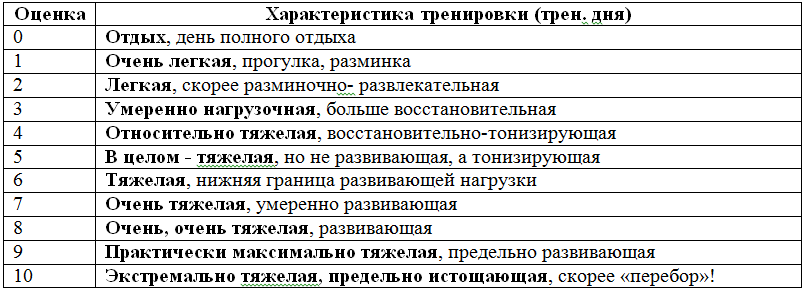 Оценка Характеристика тренировки (трен. дня)
0 Отдых, день полного отдыха
1 Очень легкая, прогулка, разминка
2 Легкая, скорее разминочно- развлекательная
3 Умеренно нагрузочная, больше восстановительная
4 Относительно тяжелая, восстановительно-тонизирующая
5 В целом - тяжелая, но не развивающая, а тонизирующая
6 Тяжелая, нижняя граница развивающей нагрузки
7 Очень тяжелая, умеренно развивающая
8 Очень, очень тяжелая, развивающая
9 Практически максимально тяжелая, предельно развивающая
10 Экстремально тяжелая, предельно истощающая, скорее «перебор»!